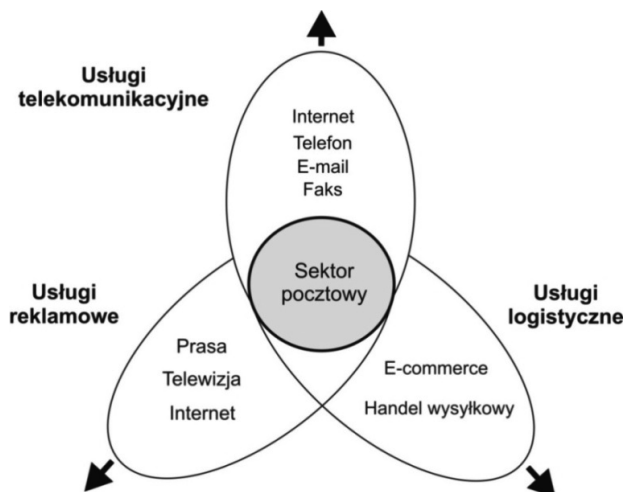 Usługi
telekomunikacyjne
Internet
Telefon
E-mail
Faks
Sektor
pocztowy
Usługi
reklamowe
Prasa
Telewizja
Internet
Usługi
logistyczne
E-commerce
Handel wysyłkowy